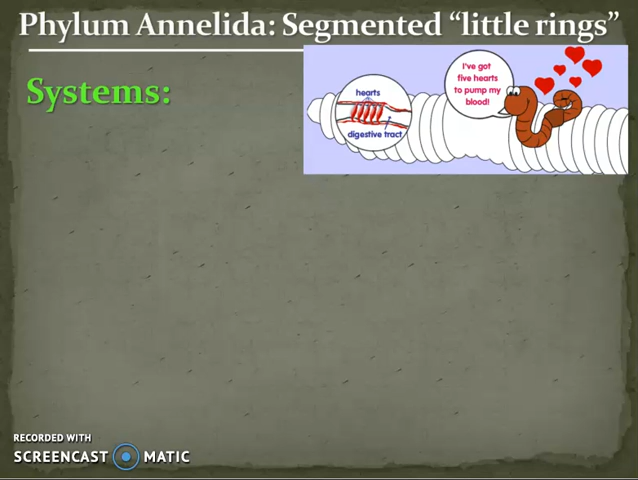 Phylum Annelida: Segmented “little rings”
Systems:
hearts
digestive tract
I've got
five hearts
to pump my
blood!
RECORDED WITH
SCREENCAST MATIC